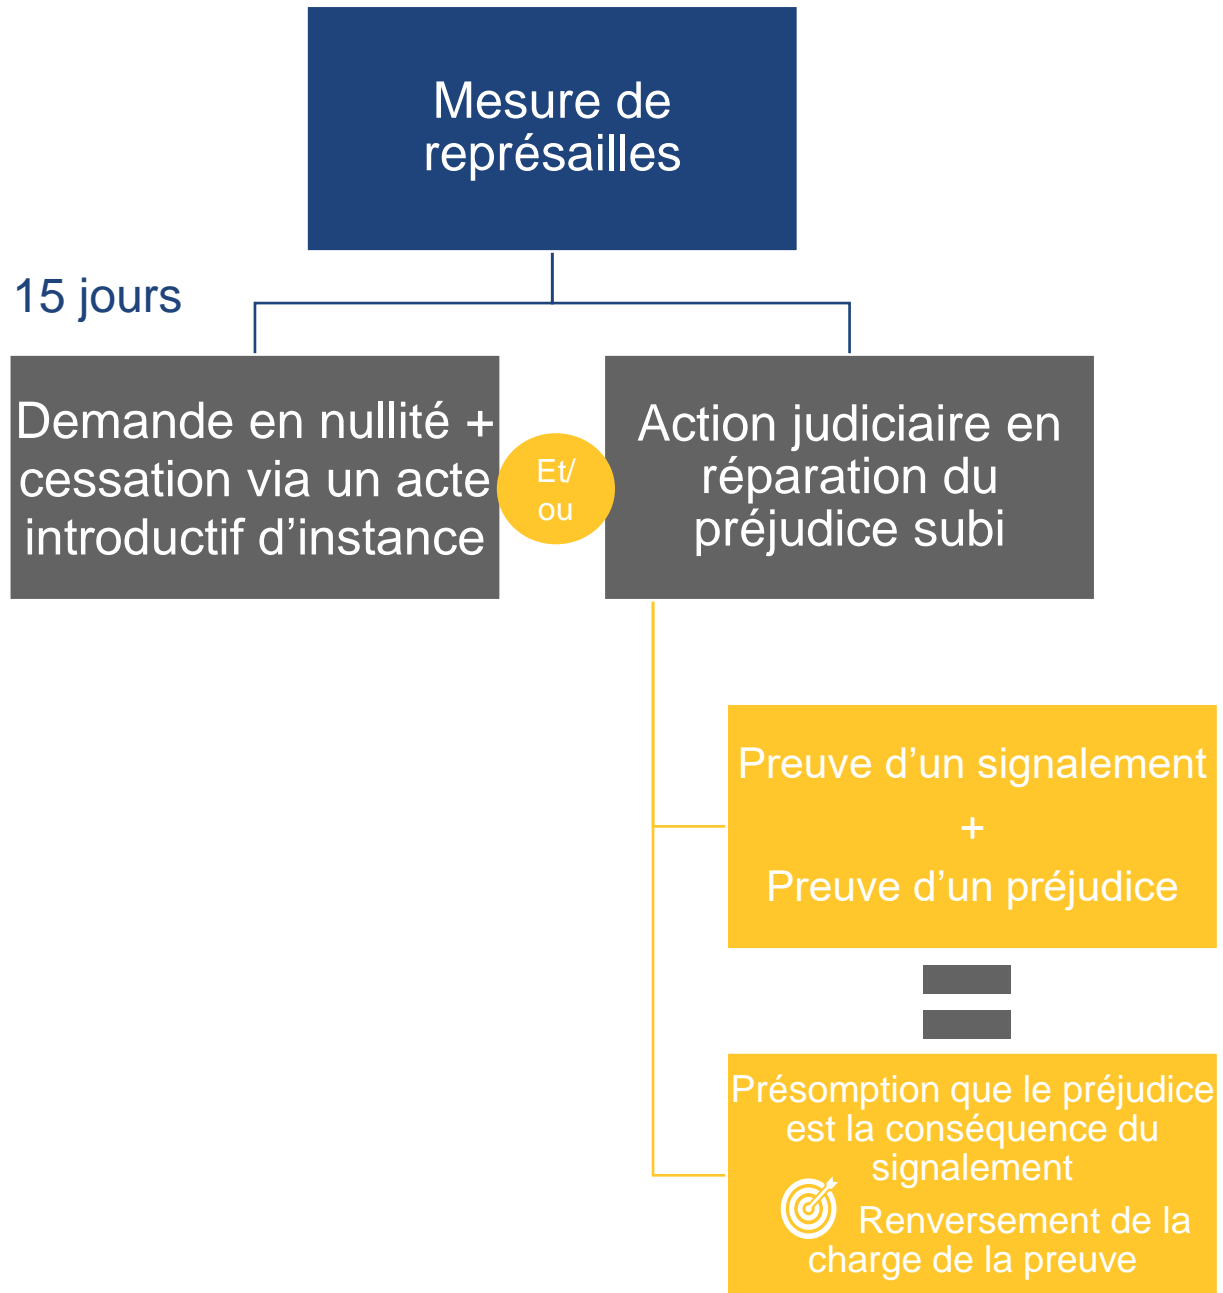 Mesure de
représailles
15 jours
Demande en nullité +
cessation via un acte
introductif d’instance
Et/
ou
Action judiciaire en
réparation du
préjudice subi
Preuve d’un signalement
+
Preuve d’un préjudice
Présomption que le préjudice
est la conséquence du
signalement
Renversement de la
charge de la preuve